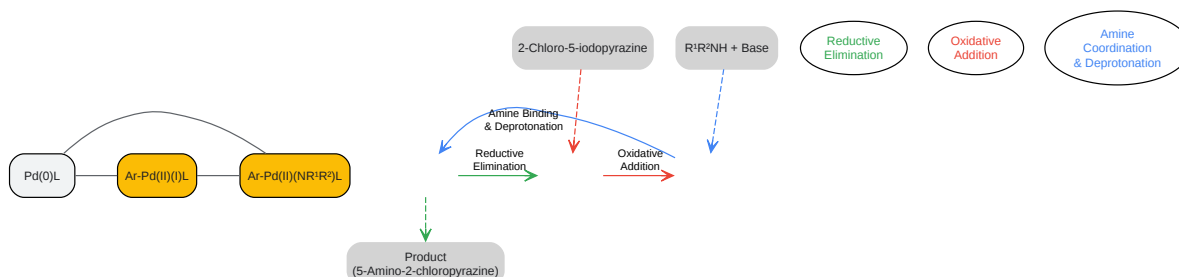 2-Chloro-5-iodopyrazine
R¹R²NH + Base
Reductive
Elimination
Oxidative
Addition
Amine
Coordination
& Deprotonation
Amine Binding
& Deprotonation
Reductive
Elimination
Oxidative
Addition
Pd(0)L
Ar-Pd(II)(I)L
Ar-Pd(II)(NR¹R²)L
Product
(5-Amino-2-chloropyrazine)